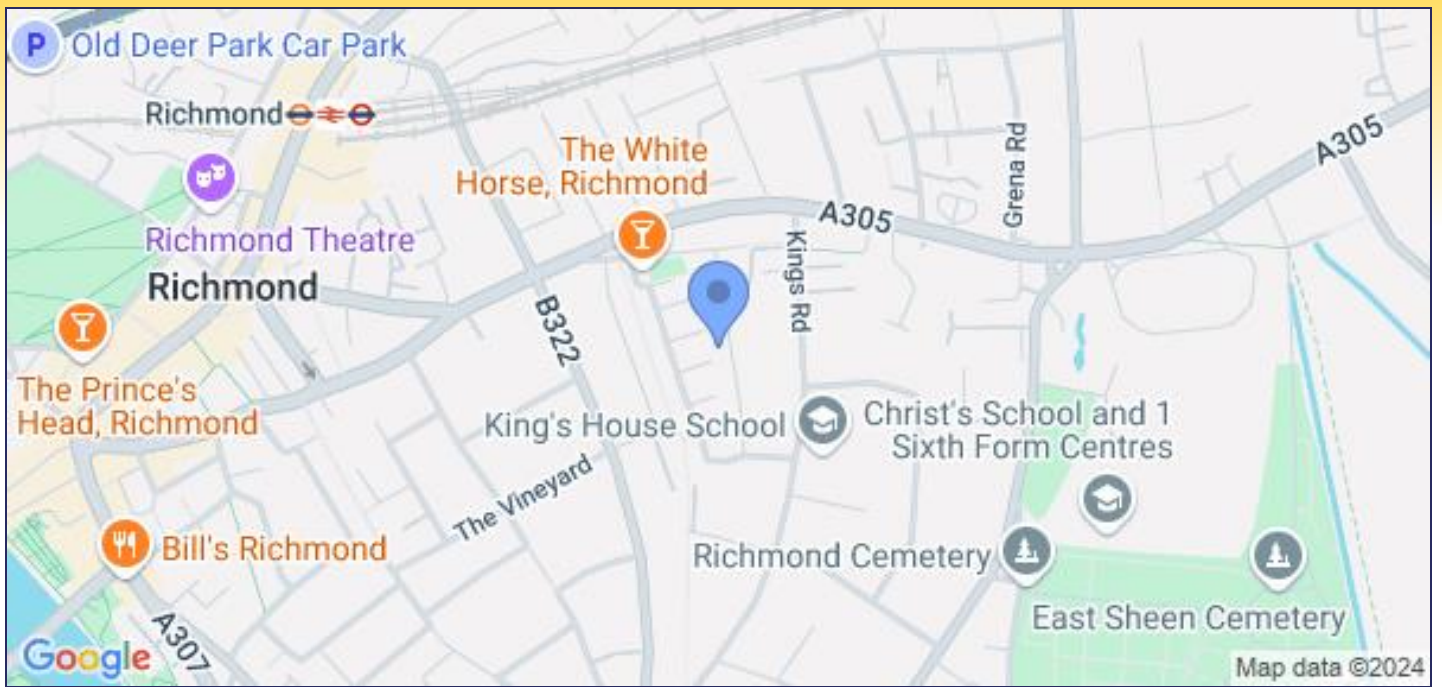 P Old Deer Park Car Park
Richmond
Richmond Theatre
Richmond
The White
Horse, Richmond
A305
A305
Grena Rd
Kings Rd
B322
The Prince's
Head, Richmond
King's House School
Christ's School and 1
Sixth Form Centres
The Vineyard
Bill's Richmond
Richmond Cemetery
East Sheen Cemetery
A307
Google
Map data ©2024